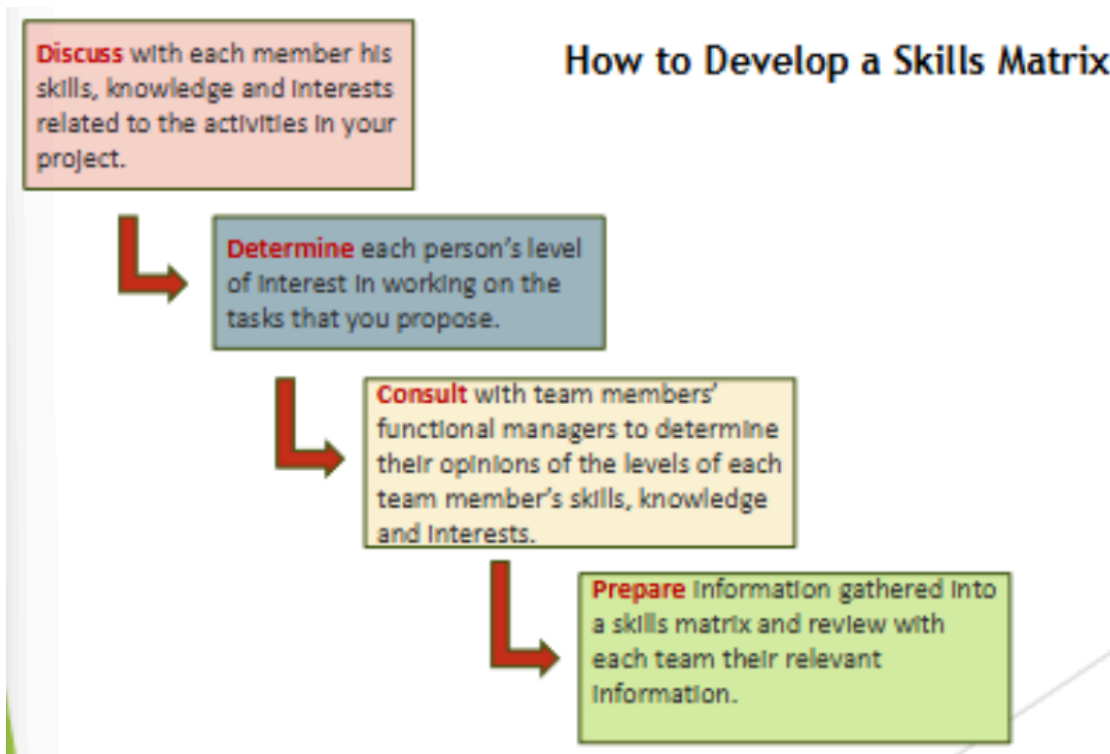 How to Develop a Skills Matrix
Discuss with each member his
skills, knowledge and interests
related to the activities in your
project.
Determine each person's level
of interest in working on the
tasks that you propose.
Consult with team members'
functional managers to determine
their opinions of the levels of each
team member's skills, knowledge
and interests.
Prepare information gathered into
a skills matrix and review with
each team their relevant
information.